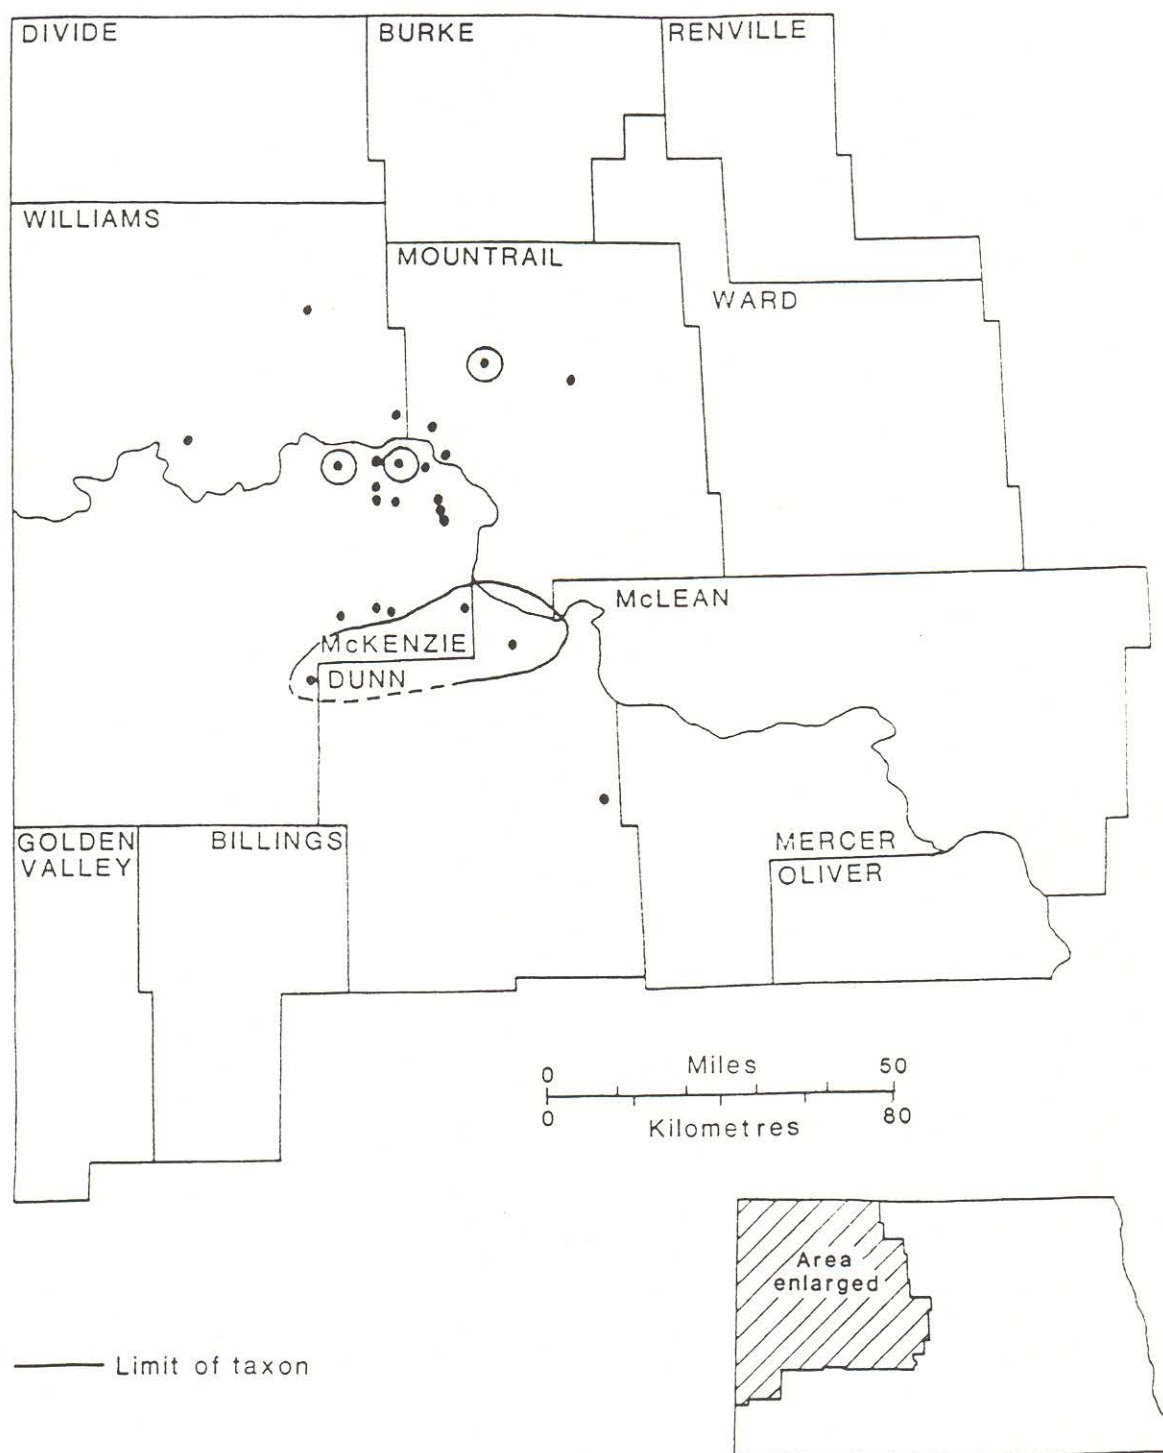 DIVIDE
BURKE
RENVILLE
WILLIAMS
MOUNTRAIL
WARD
McLEAN
McKENZIE
DUNN
GOLDEN
VALLEY
BILLINGS
MERCER
OLIVER
0 Miles 50
0 Kilometres 80
Area
enlarged
Limit of taxon